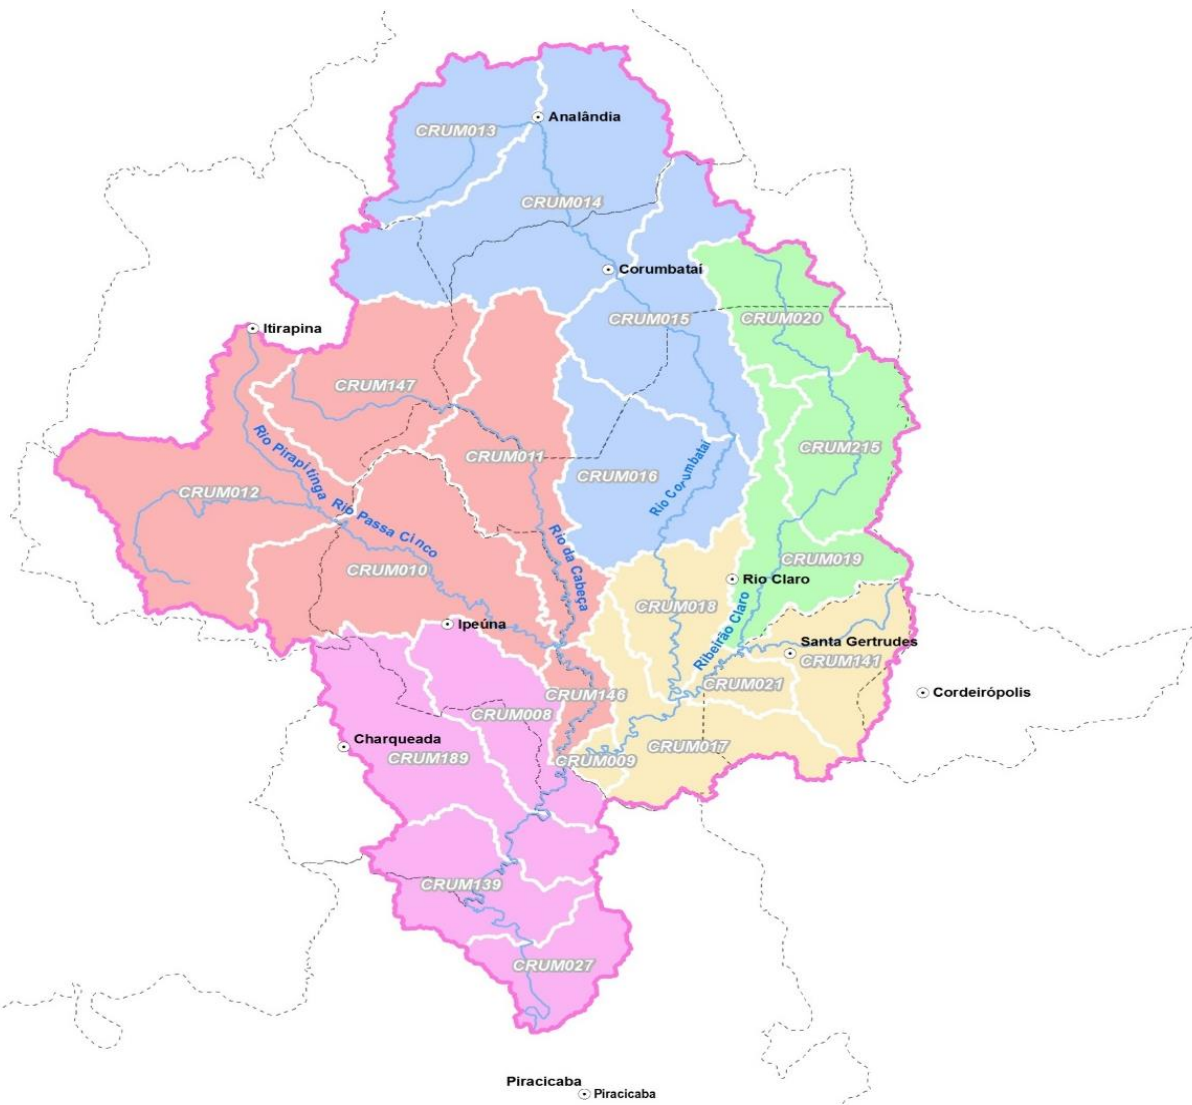 Analândia
CRUM013
CRUM014
Corumbataí
CRUM015
CRUM020
Itirapina
CRUM147
CRUM011
CRUM215
Rio Pirapitinga
CRUM012
CRUM016
Rio Corumbataí
Rio Passa Cinco
CRUM010
Rio da Cabeça
CRUM019
Rio Claro
CRUM018
Ribeirão Claro
Ipeúna
Santa Gertrudes
CRUM141
CRUM021
Cordeirópolis
CRUM146
CRUM008
Charqueada
CRUM189
CRUM009
CRUM017
CRUM139
CRUM027
Piracicaba
Piracicaba